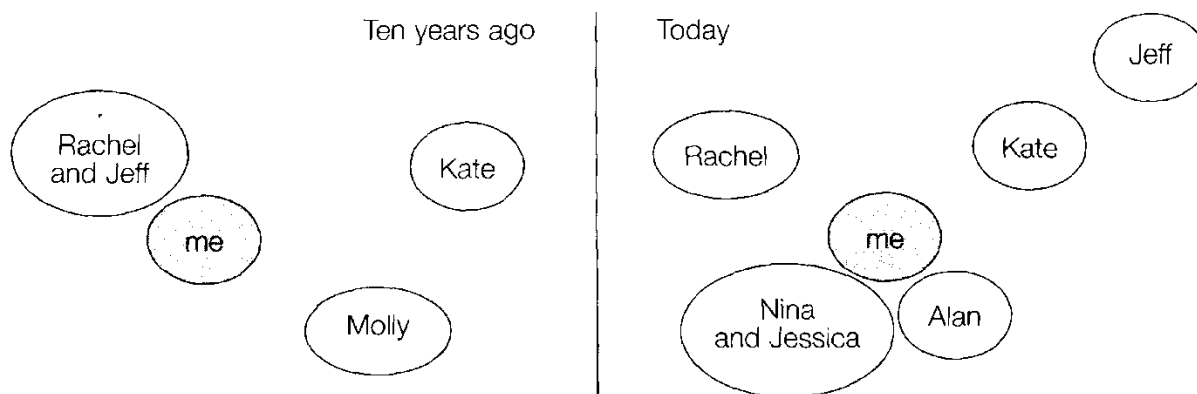 Ten years ago
Rachel
and Jeff
Kate
me
Molly
Today
Jeff
Rachel
Kate
me
Nina
and Jessica
Alan